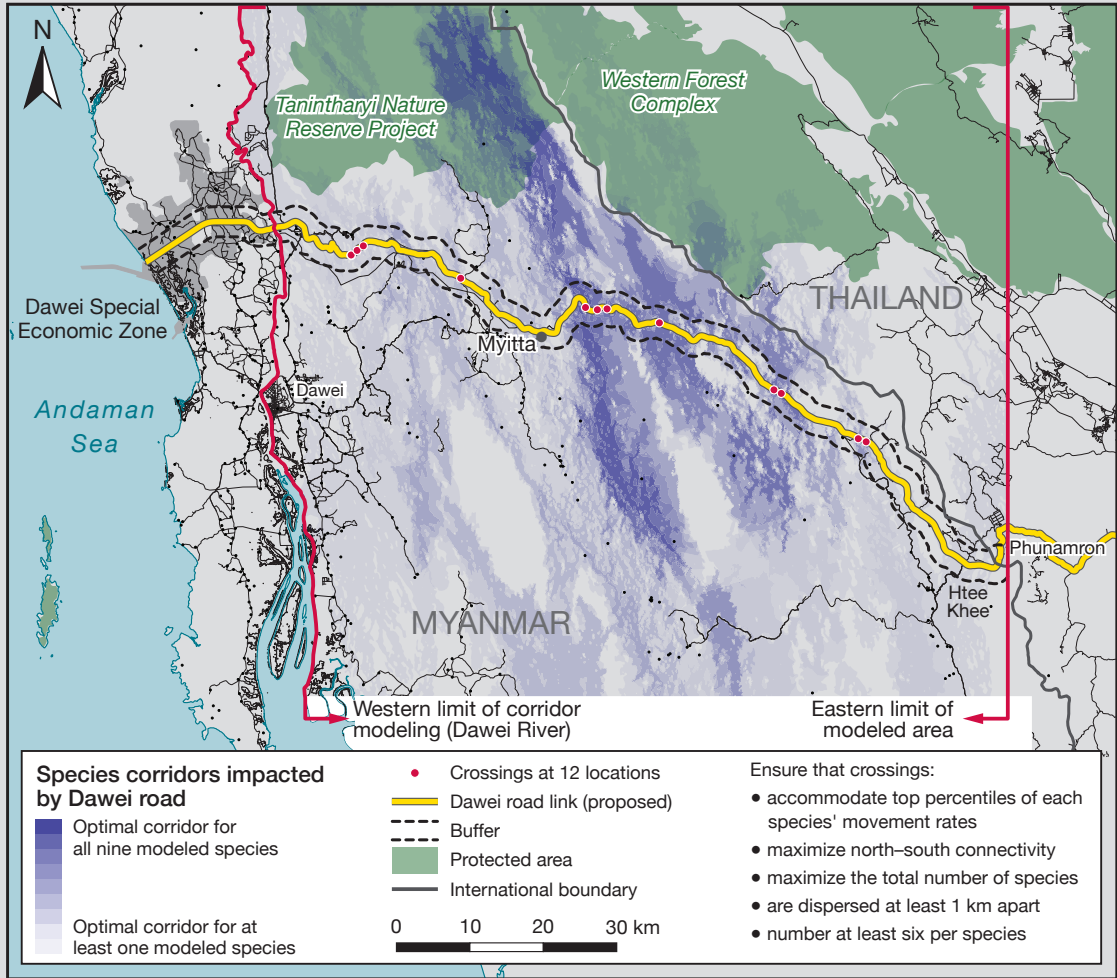 N
Tanintharyi Nature
Reserve Project
Western Forest
Complex
THAILAND
Dawei Special
Economic Zone
Myitta
Dawei
Andaman
Sea
Phunamron
Htee
Khee
MYANMAR
Western limit of corridor
modeling (Dawei River)
Eastern limit of
modeled area
Species corridors impacted
by Dawei road
Optimal corridor for
all nine modeled species
Optimal corridor for at
least one modeled species
Crossings at 12 locations
Dawei road link (proposed)
Buffer
Protected area
International boundary
0 10 20 30 km
Ensure that crossings:
• accommodate top percentiles of each
species' movement rates
• maximize north–south connectivity
• maximize the total number of species
• are dispersed at least 1 km apart
• number at least six per species